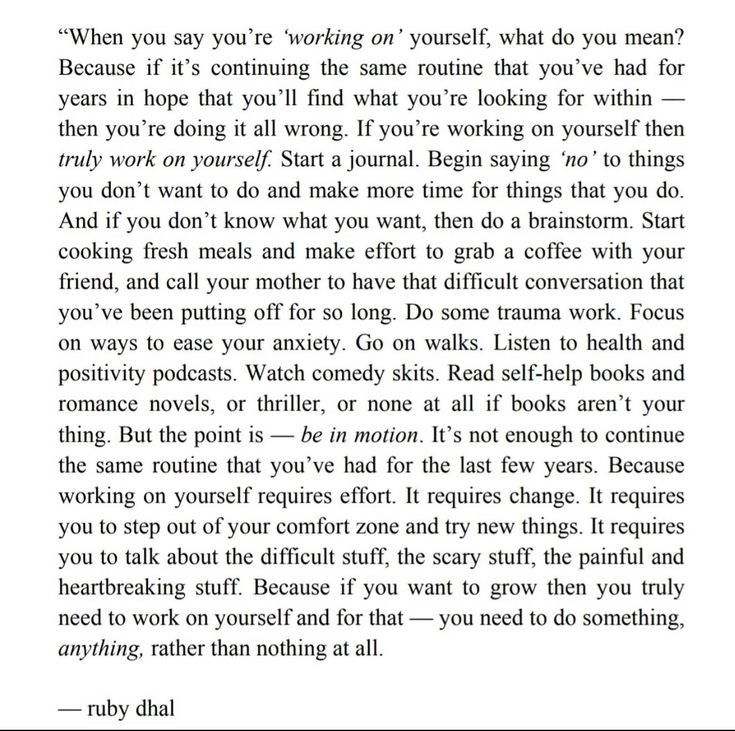 “When you say you’re ‘working on’ yourself, what do you mean?
Because if it’s continuing the same routine that you’ve had for
years in hope that you’ll find what you’re looking for within —
then you’re doing it all wrong. If you’re working on yourself then
truly work on yourself. Start a journal. Begin saying ‘no’ to things
you don’t want to do and make more time for things that you do.
And if you don’t know what you want, then do a brainstorm. Start
cooking fresh meals and make effort to grab a coffee with your
friend, and call your mother to have that difficult conversation that
you’ve been putting off for so long. Do some trauma work. Focus
on ways to ease your anxiety. Go on walks. Listen to health and
positivity podcasts. Watch comedy skits. Read self-help books and
romance novels, or thriller, or none at all if books aren’t your
thing. But the point is — be in motion. It’s not enough to continue
the same routine that you’ve had for the last few years. Because
working on yourself requires effort. It requires change. It requires
you to step out of your comfort zone and try new things. It requires
you to talk about the difficult stuff, the scary stuff, the painful and
heartbreaking stuff. Because if you want to grow then you truly
need to work on yourself and for that — you need to do something,
anything, rather than nothing at all.
— ruby dhal